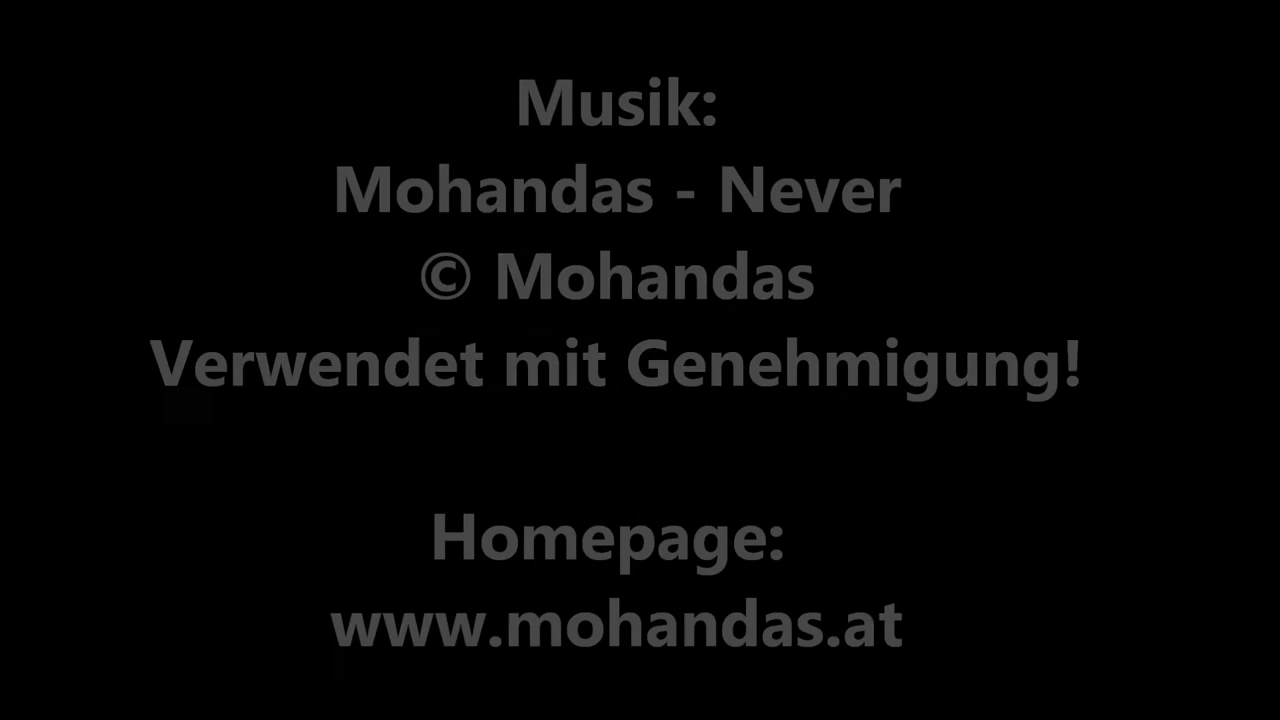 Musik:
Mohandas - Never
© Mohandas
Verwendet mit Genehmigung!
Homepage:
www.mohandas.at